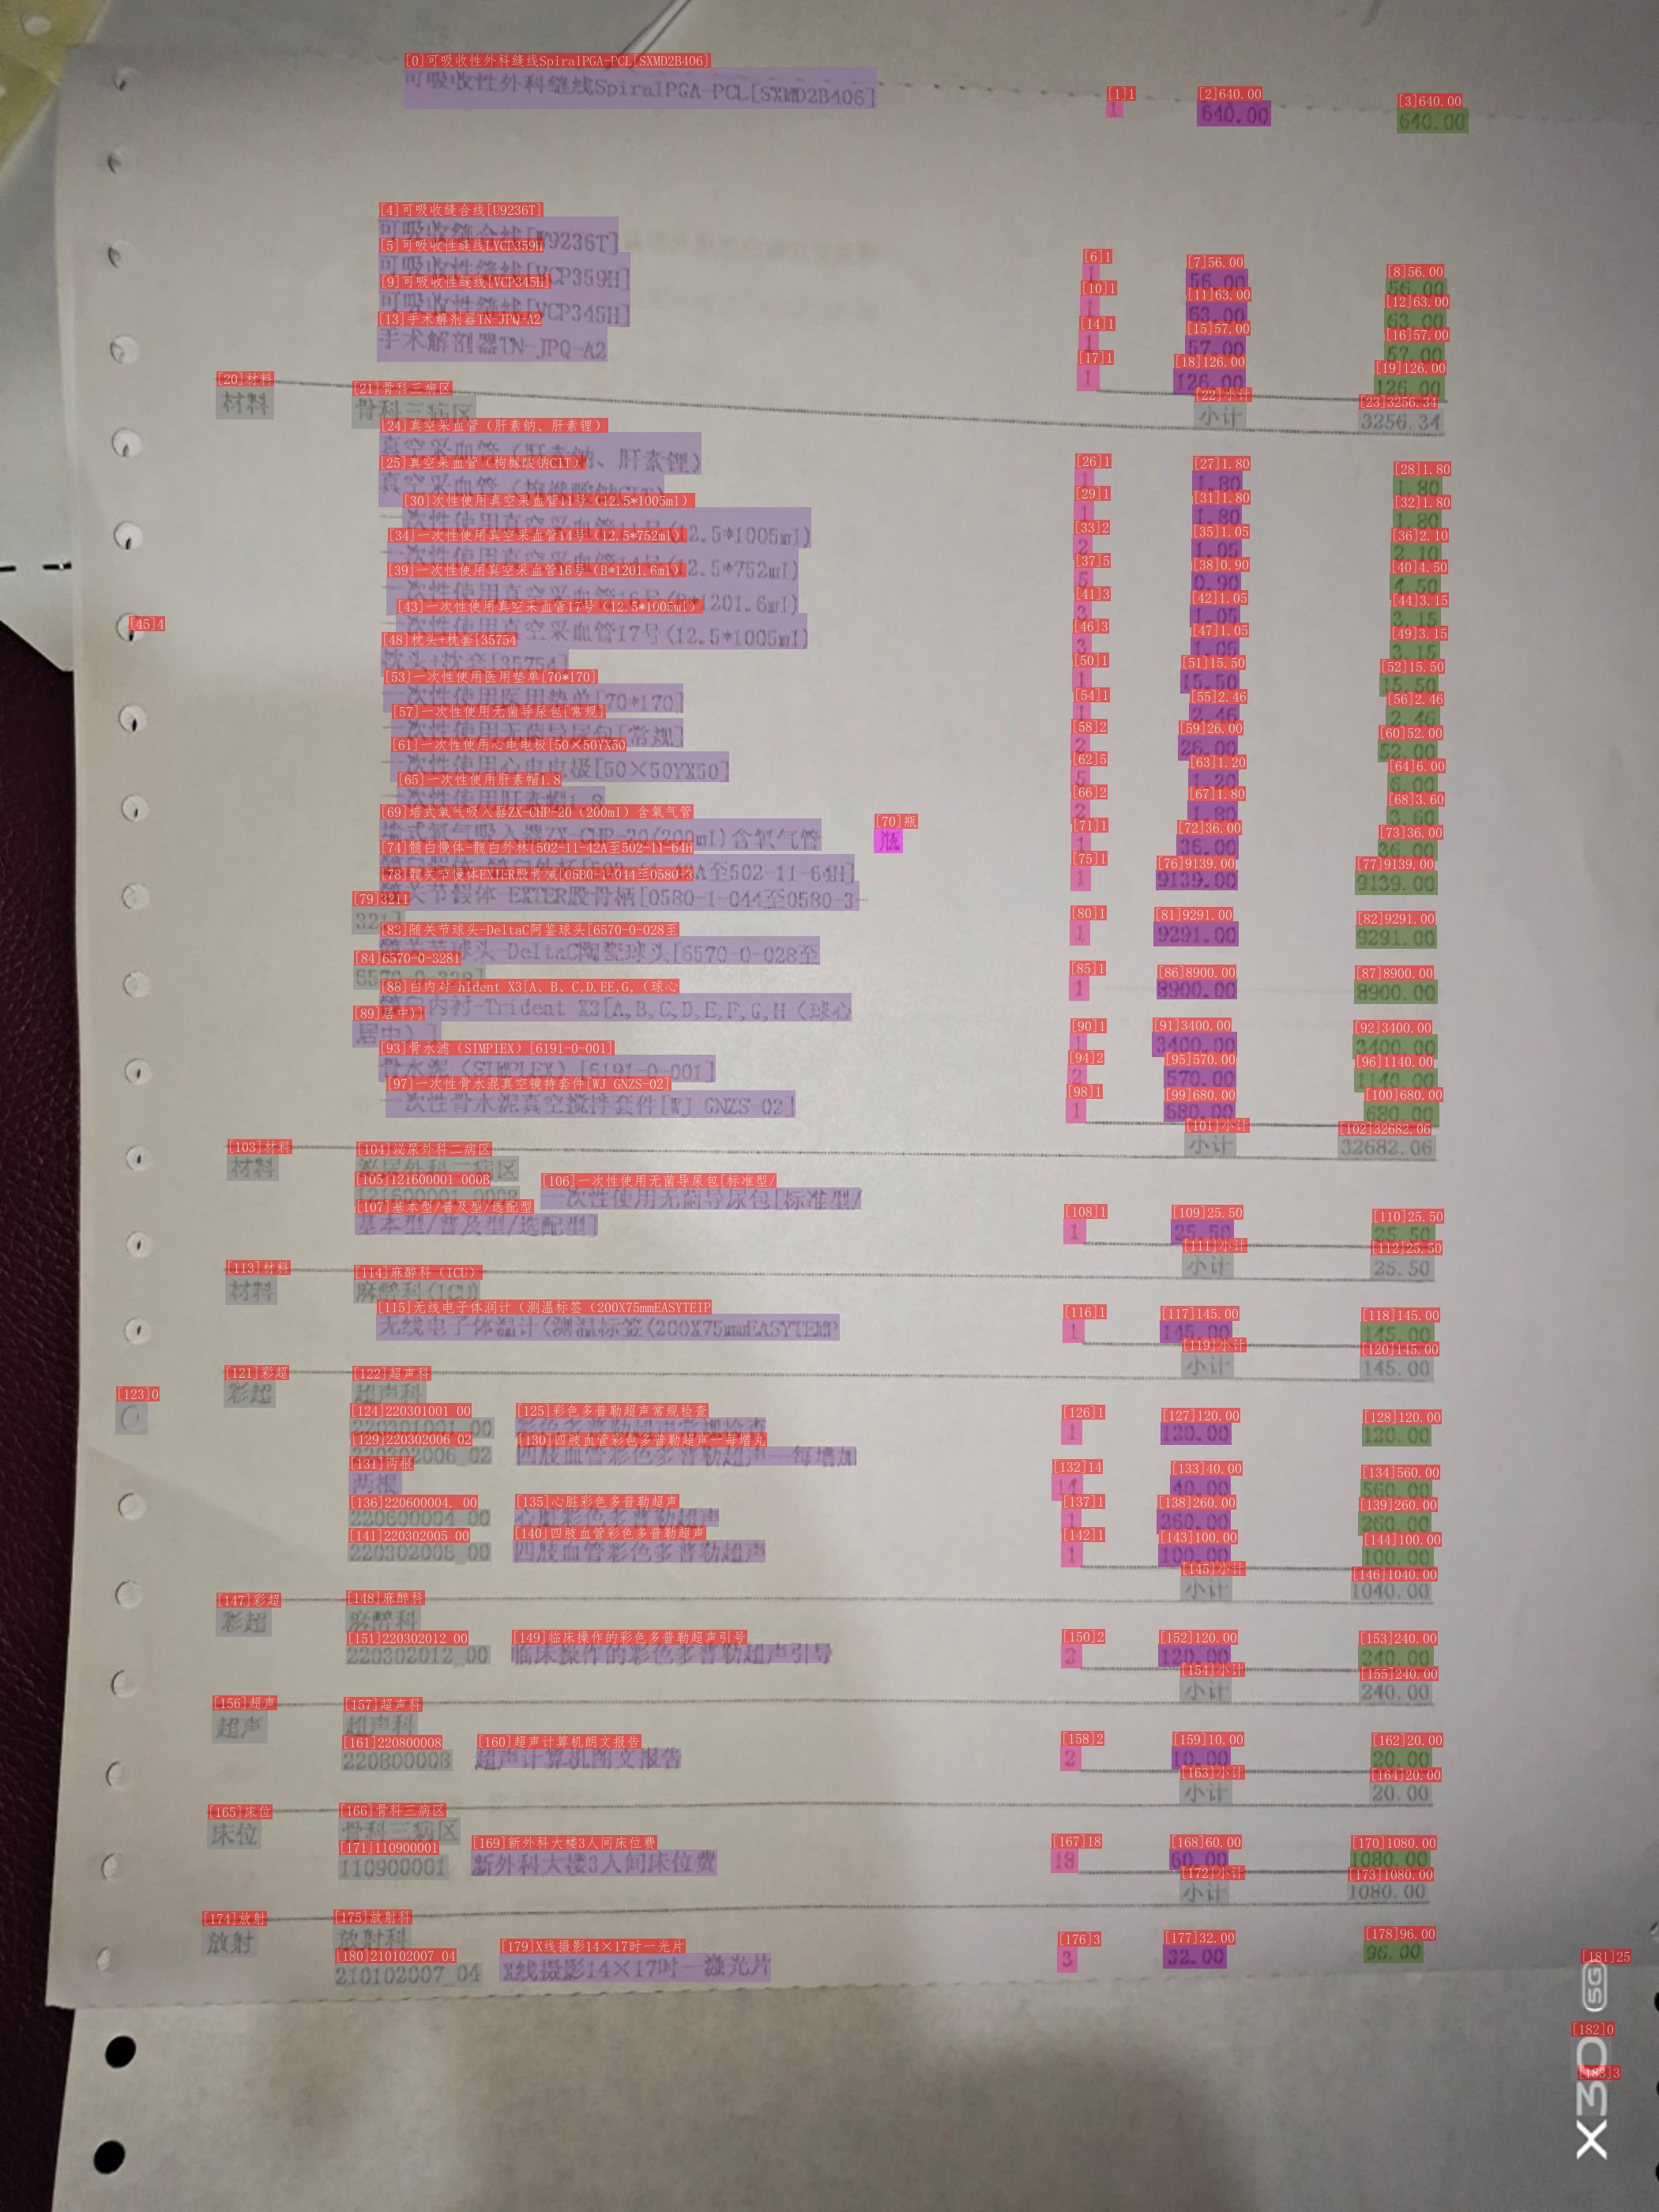 可吸收性外科缝线SpiralPGA-PCL[SXMD2B406] 1 640.00 640.00
可吸收缝合线[W9236T] 1 56.00 56.00
可吸收性缝线[VCP359H] 1 63.00 63.00
可吸收性缝线[VCP345H] 1 57.00 57.00
手术解剖器TN-JPQ-A2 1 126.00 126.00
小计 3256.34
材料 骨科三病区
真空采血管(肝素钠、肝素锂) 1 1.80 1.80
真空采血管(枸橼酸钠CIT) 1 1.80 1.80
一次性使用真空采血管11号(12.5*1005ml) 2 1.05 2.10
一次性使用真空采血管14号(12.5*752ml) 5 0.90 4.50
一次性使用真空采血管16号(8*1201.6ml) 3 1.05 3.15
一次性使用真空采血管17号(12.5*1005ml) 3 1.05 3.15
枕头+枕套[35754] 1 15.50 15.50
一次性使用医用垫单[70*170] 1 2.46 2.46
一次性使用无菌导尿包[常规] 2 26.00 52.00
一次性使用心电电极[50×50YX50] 5 1.20 6.00
一次性使用肝素帽1.8 2 1.80 3.60
ZX-CHP-20(200ml)含氧气管 瓶 1 36.00 36.00
髋臼假体-髋臼外杯[502-11-42A至502-11-64H] 1 9139.00 9139.00
髋关节假体-EXTER股骨柄[0580-1-044至0580-3-
321] 1 9291.00 9291.00
髋关节球头-DeltaC陶瓷球头[6570-0-028至
6570-0-328] 1 8900.00 8900.00
髋臼内衬-Trident X3[A,B,C,D,E,F,G,H(球心
居中)] 1 3400.00 3400.00
骨水泥(SIMPLEX)[6191-0-001] 2 570.00 1140.00
一次性骨水泥真空搅拌套件[WJ GNZS-02] 1 680.00 680.00
小计 32682.06
材料 泌尿外科二病区
121600001_000B 一次性使用无菌导尿包[标准型/
基本型/普及型/选配型] 1 25.50 25.50
小计 25.50
材料 麻醉科(ICU)
无线电子体温计(测温标签(200X75mmEASYTEMP 1 145.00 145.00
小计 145.00
彩超 超声科
220301001_00 彩色多普勒超声常规检查 1 120.00 120.00
220302006_02 四肢血管彩色多普勒超声—每增加
两根 14 40.00 560.00
220600004_00 心脏彩色多普勒超声 1 260.00 260.00
220302005_00 四肢血管彩色多普勒超声 1 100.00 100.00
小计 1040.00
彩超 麻醉科
220302012_00 临床操作的彩色多普勒超声引导 2 120.00 240.00
小计 240.00
超声 超声科
220800008 超声计算机图文报告 2 10.00 20.00
小计 20.00
床位 骨科三病区
110900001 新外科大楼3人间床位费 18 60.00 1080.00
小计 1080.00
放射 放射科
210102007_04 X线摄影14×17吋—激光片 3 32.00 96.00
X30 5G